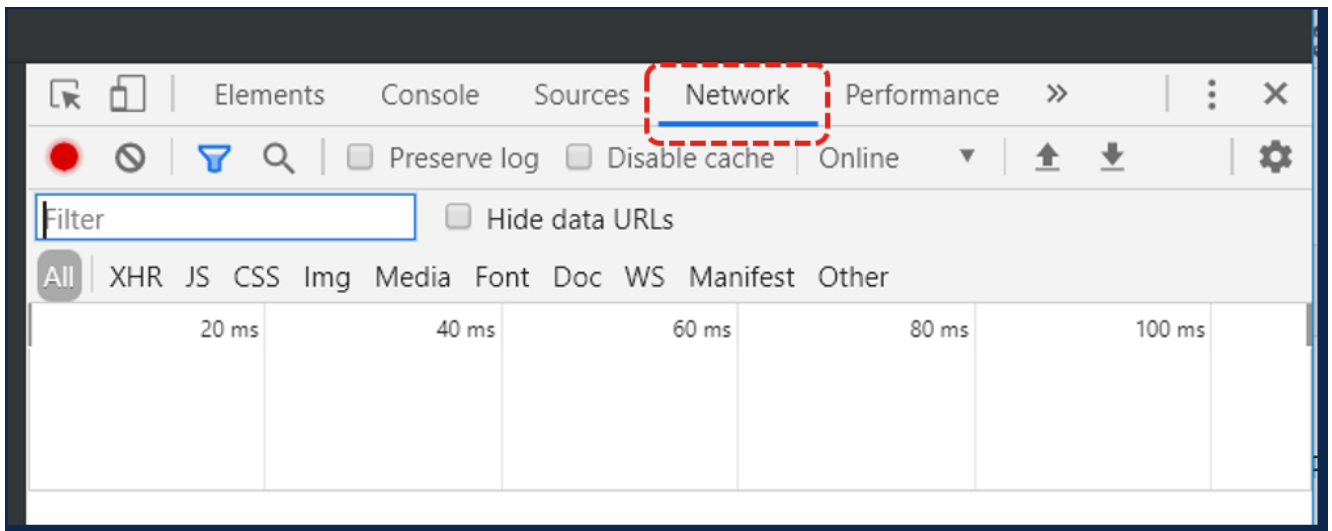 Elements Console Sources Network Performance
Preserve log Disable cache Online
Filter Hide data URLs
All XHR JS CSS Img Media Font Doc WS Manifest Other
20 ms 40 ms 60 ms 80 ms 100 ms